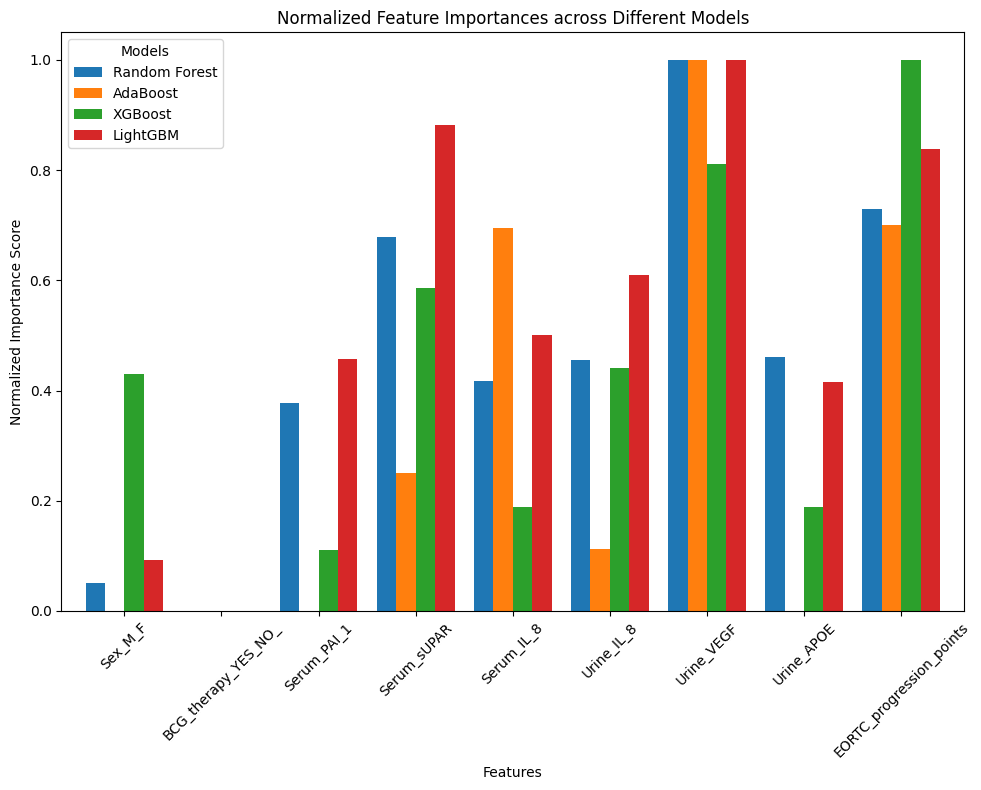 Normalized Feature Importances across Different Models
Models
Random Forest
AdaBoost
XGBoost
LightGBM
Normalized Importance Score
1.0
0.8
0.6
0.4
0.2
0.0
Sex_M_F
BCG_therapy_YES_NO_
Serum_PAI_1
Serum_sUPAR
Serum_IL_8
Urine_IL_8
Urine_VEGF
Urine_APOE
EORTC_progression_points
Features